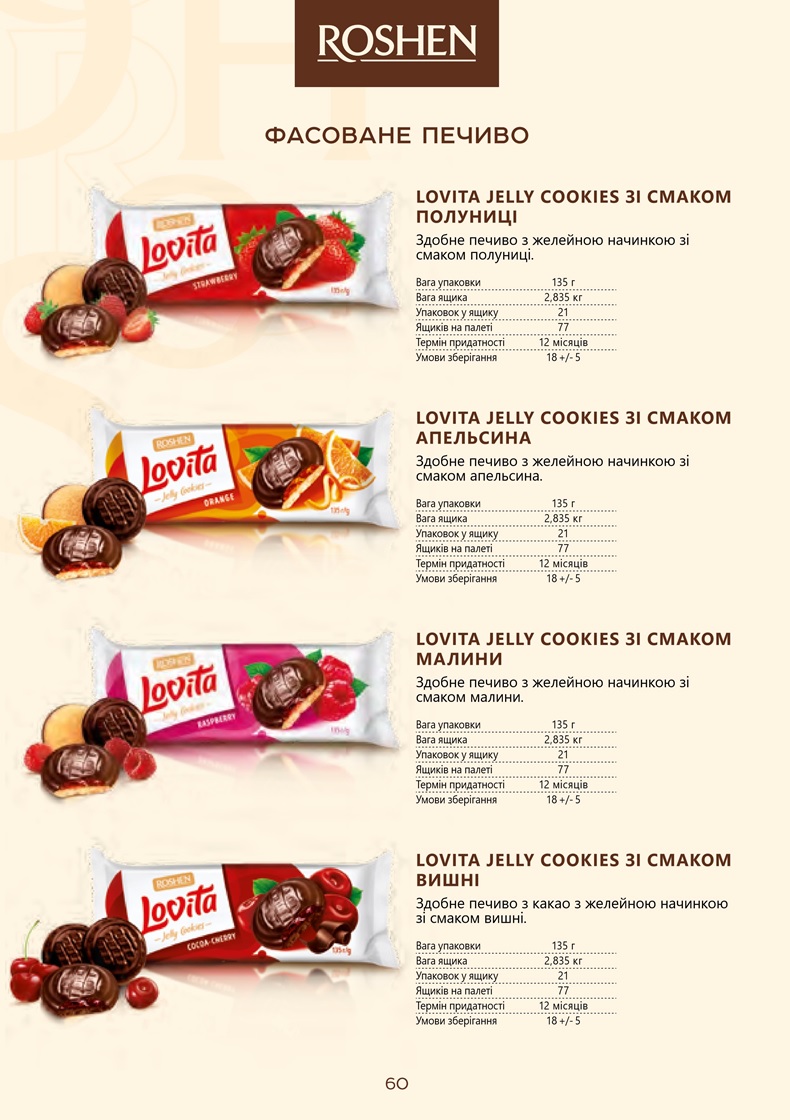 ROSHEN
ФАСОВАНЕ ПЕЧИВО
ROSHEN
Lovita
Jelly Cookies
STRAWBERRY
135г/g
LOVITA JELLY COOKIES ЗІ СМАКОМ
ПОЛУНИЦІ
Здобне печиво з желейною начинкою зі
смаком полуниці.
Вага упаковки 135 г
Вага ящика 2,835 кг
Упаковок у ящику 21
Ящиків на палеті 77
Термін придатності 12 місяців
Умови зберігання 18 +/- 5
ROSHEN
Lovita
Jelly Cookies
ORANGE
135г/g
LOVITA JELLY COOKIES ЗІ СМАКОМ
АПЕЛЬСИНА
Здобне печиво з желейною начинкою зі
смаком апельсина.
Вага упаковки 135 г
Вага ящика 2,835 кг
Упаковок у ящику 21
Ящиків на палеті 77
Термін придатності 12 місяців
Умови зберігання 18 +/- 5
ROSHEN
Lovita
Jelly Cookies
RASPBERRY
135г/g
LOVITA JELLY COOKIES ЗІ СМАКОМ
МАЛИНИ
Здобне печиво з желейною начинкою зі
смаком малини.
Вага упаковки 135 г
Вага ящика 2,835 кг
Упаковок у ящику 21
Ящиків на палеті 77
Термін придатності 12 місяців
Умови зберігання 18 +/- 5
ROSHEN
Lovita
Jelly Cookies
COCOA-CHERRY
135г/g
LOVITA JELLY COOKIES ЗІ СМАКОМ
ВИШНІ
Здобне печиво з какао з желейною начинкою
зі смаком вишні.
Вага упаковки 135 г
Вага ящика 2,835 кг
Упаковок у ящику 21
Ящиків на палеті 77
Термін придатності 12 місяців
Умови зберігання 18 +/- 5
60